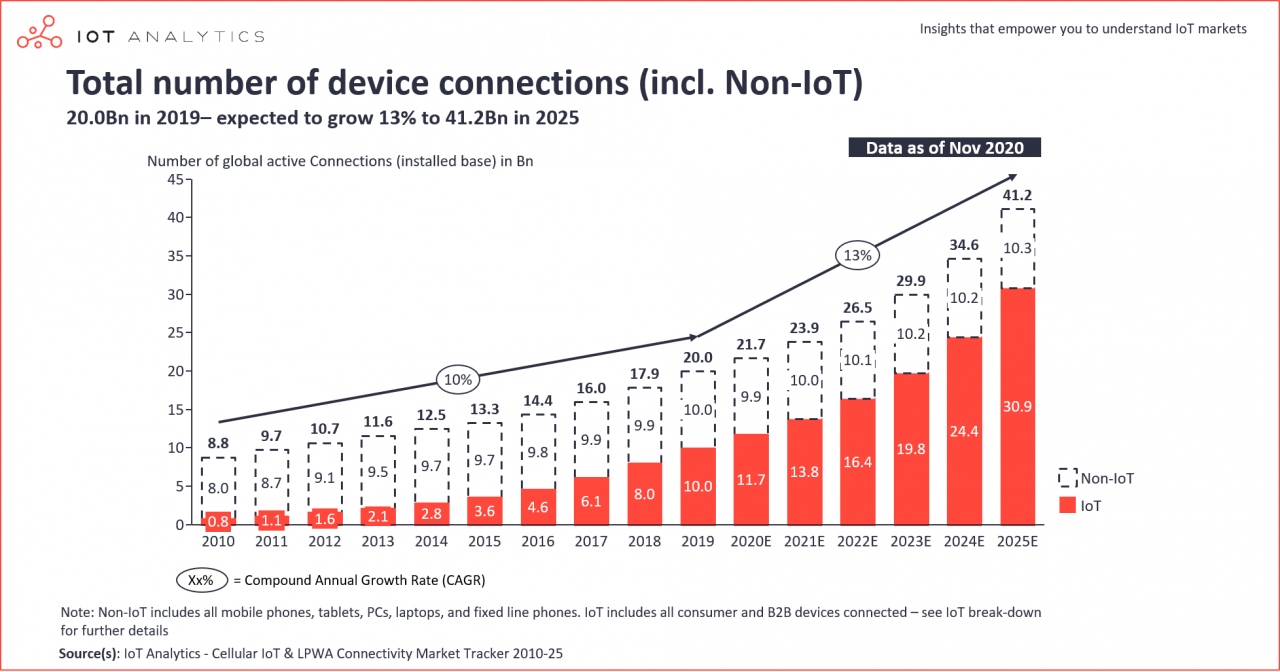 IOT ANALYTICS
Insights that empower you to understand IoT markets
Total number of device connections (incl. Non-IoT)
20.0Bn in 2019– expected to grow 13% to 41.2Bn in 2025
Data as of Nov 2020
Number of global active Connections (installed base) in Bn
45
40
35
30
25
20
15
10
5
0
10%
13%
8.8 9.7 10.7 11.6 12.5 13.3 14.4 16.0 17.9 20.0 21.7 23.9 26.5 29.9 34.6 41.2
8.0 8.7 9.1 9.5 9.7 9.7 9.8 9.9 9.9 10.0 9.9 10.0 10.1 10.2 10.2 10.3
0.8 1.1 1.6 2.1 2.8 3.6 4.6 6.1 8.0 10.0 11.7 13.8 16.4 19.8 24.4 30.9
2010 2011 2012 2013 2014 2015 2016 2017 2018 2019 2020E 2021E 2022E 2023E 2024E 2025E
Non-IoT
IoT
Xx% = Compound Annual Growth Rate (CAGR)
Note: Non-IoT includes all mobile phones, tablets, PCs, laptops, and fixed line phones. IoT includes all consumer and B2B devices connected – see IoT break-down
for further details
Source(s): IoT Analytics - Cellular IoT & LPWA Connectivity Market Tracker 2010-25